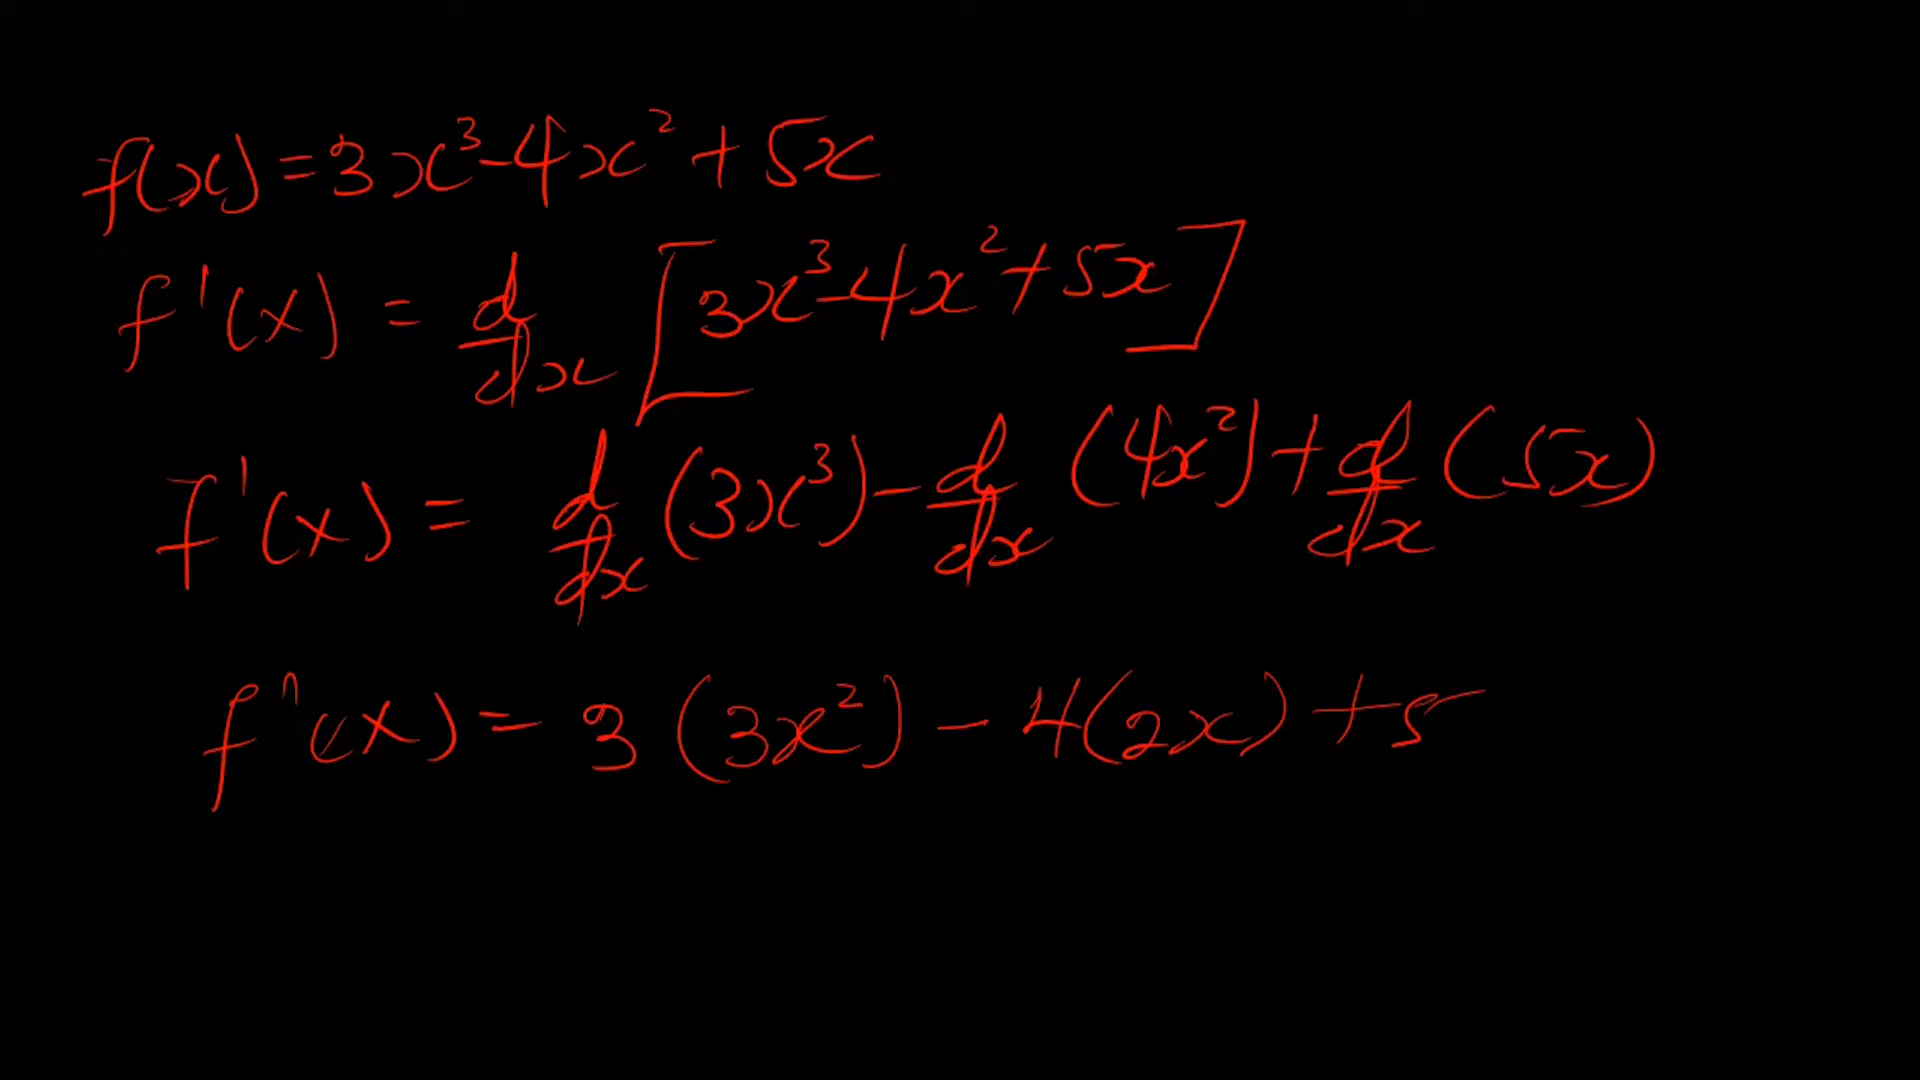 f(x) = 3x³ - 4x² + 5x
f'(x) = d/dx [3x³ - 4x² + 5x]
f'(x) = d/dx (3x³) - d/dx (4x²) + d/dx (5x)
f''(x) = 3(3x²) - 4(2x) + 5